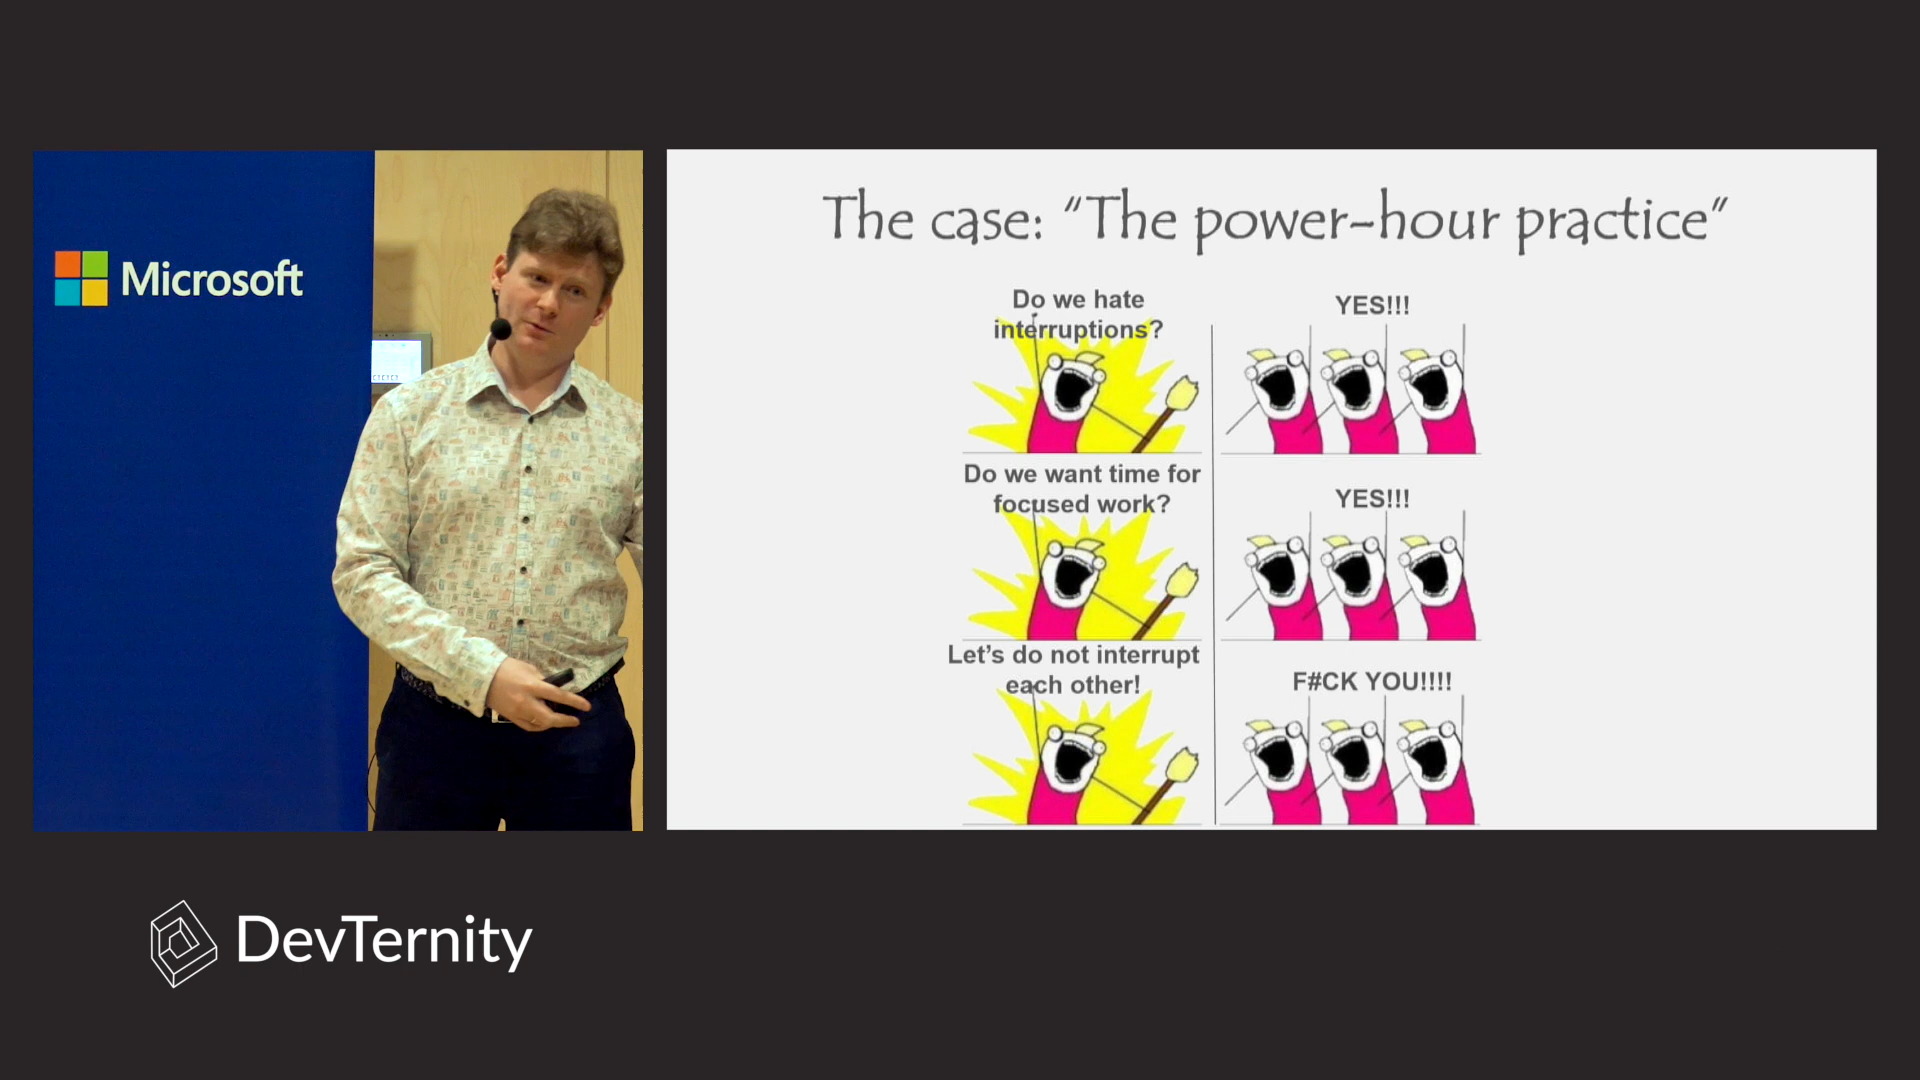 Microsoft
The case: “The power-hour practice”
Do we hate
interruptions?
YES!!!
Do we want time for
focused work?
YES!!!
Let’s do not interrupt
each other!
F#CK YOU!!!!
DevTernity